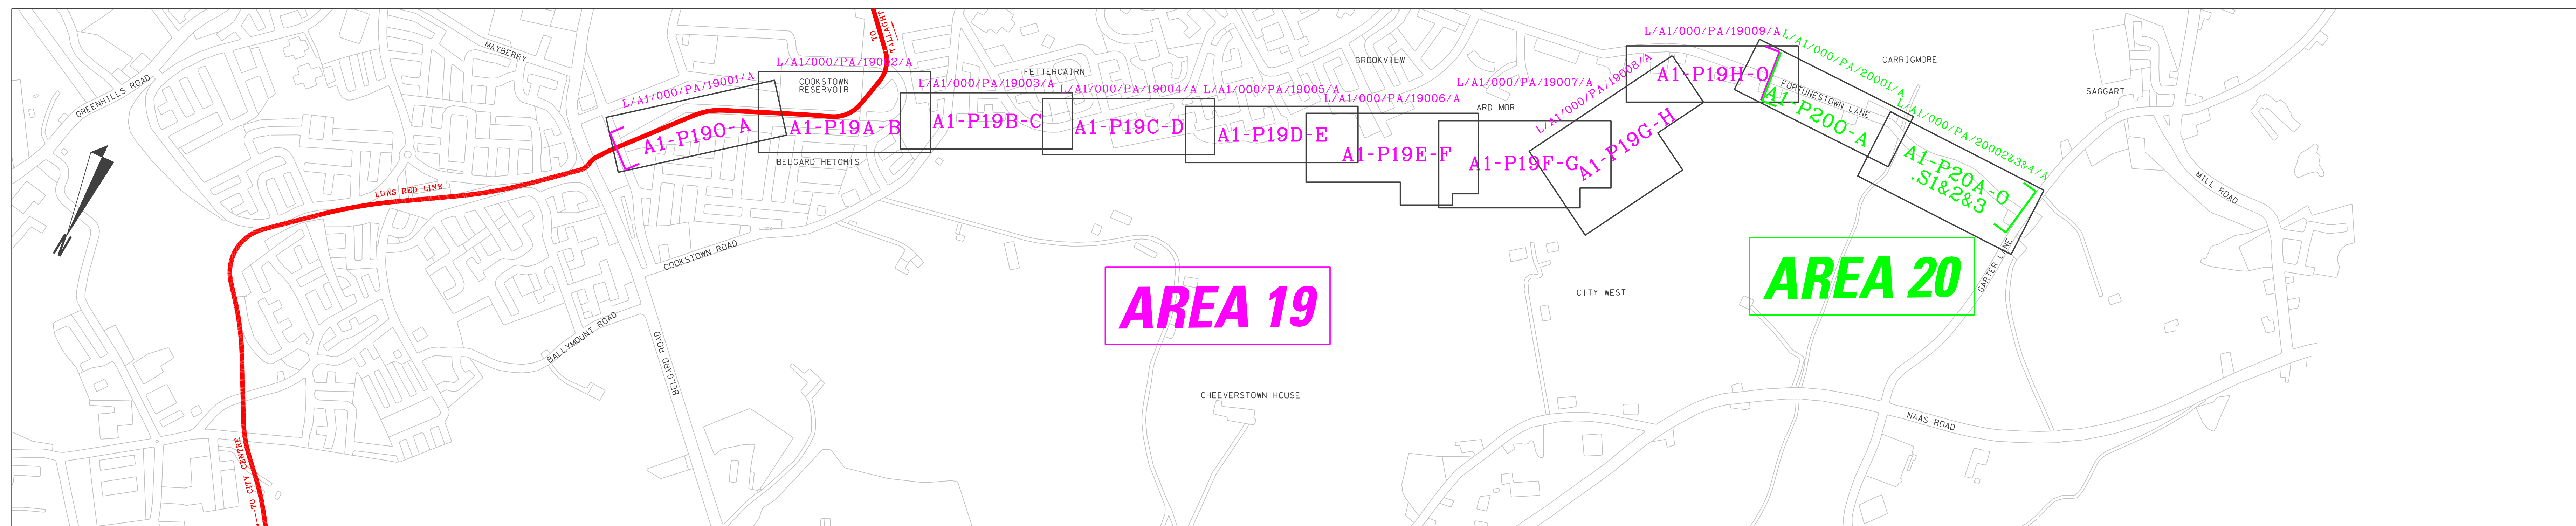 GREENHILLS ROAD
MAYBERRY
TO
TALLAGHT
L/A1/000/PA/19001/A
L/A1/000/PA/19002/A
COOKSTOWN
RESERVOIR
L/A1/000/PA/19003/A
FETTERCAIRN
L/A1/000/PA/19004/A
L/A1/000/PA/19005/A
BROOKVIEW
L/A1/000/PA/19006/A
L/A1/000/PA/19007/A
ARD MOR
L/A1/000/PA/19008/A
L/A1/000/PA/19009/A
L/A1/000/PA/20001/A
CARRIGMORE
L/A1/000/PA/20002&3&4/A
SAGGART
A1-P19O-A
A1-P19A-B
A1-P19B-C
A1-P19C-D
A1-P19D-E
A1-P19E-F
A1-P19F-G
A1-P19G-H
A1-P19H-O
FORTUNESTOWN LANE
A1-P20O-A
A1-P20A-O
.S1&2&3
BELGARD HEIGHTS
LUAS RED LINE
MILL ROAD
COOKSTOWN ROAD
N
GARTER LANE
AREA 19
AREA 20
CITY WEST
BALLYMOUNT ROAD
BELGARD ROAD
CHEEVERSTOWN HOUSE
NAAS ROAD
TO CITY CENTRE